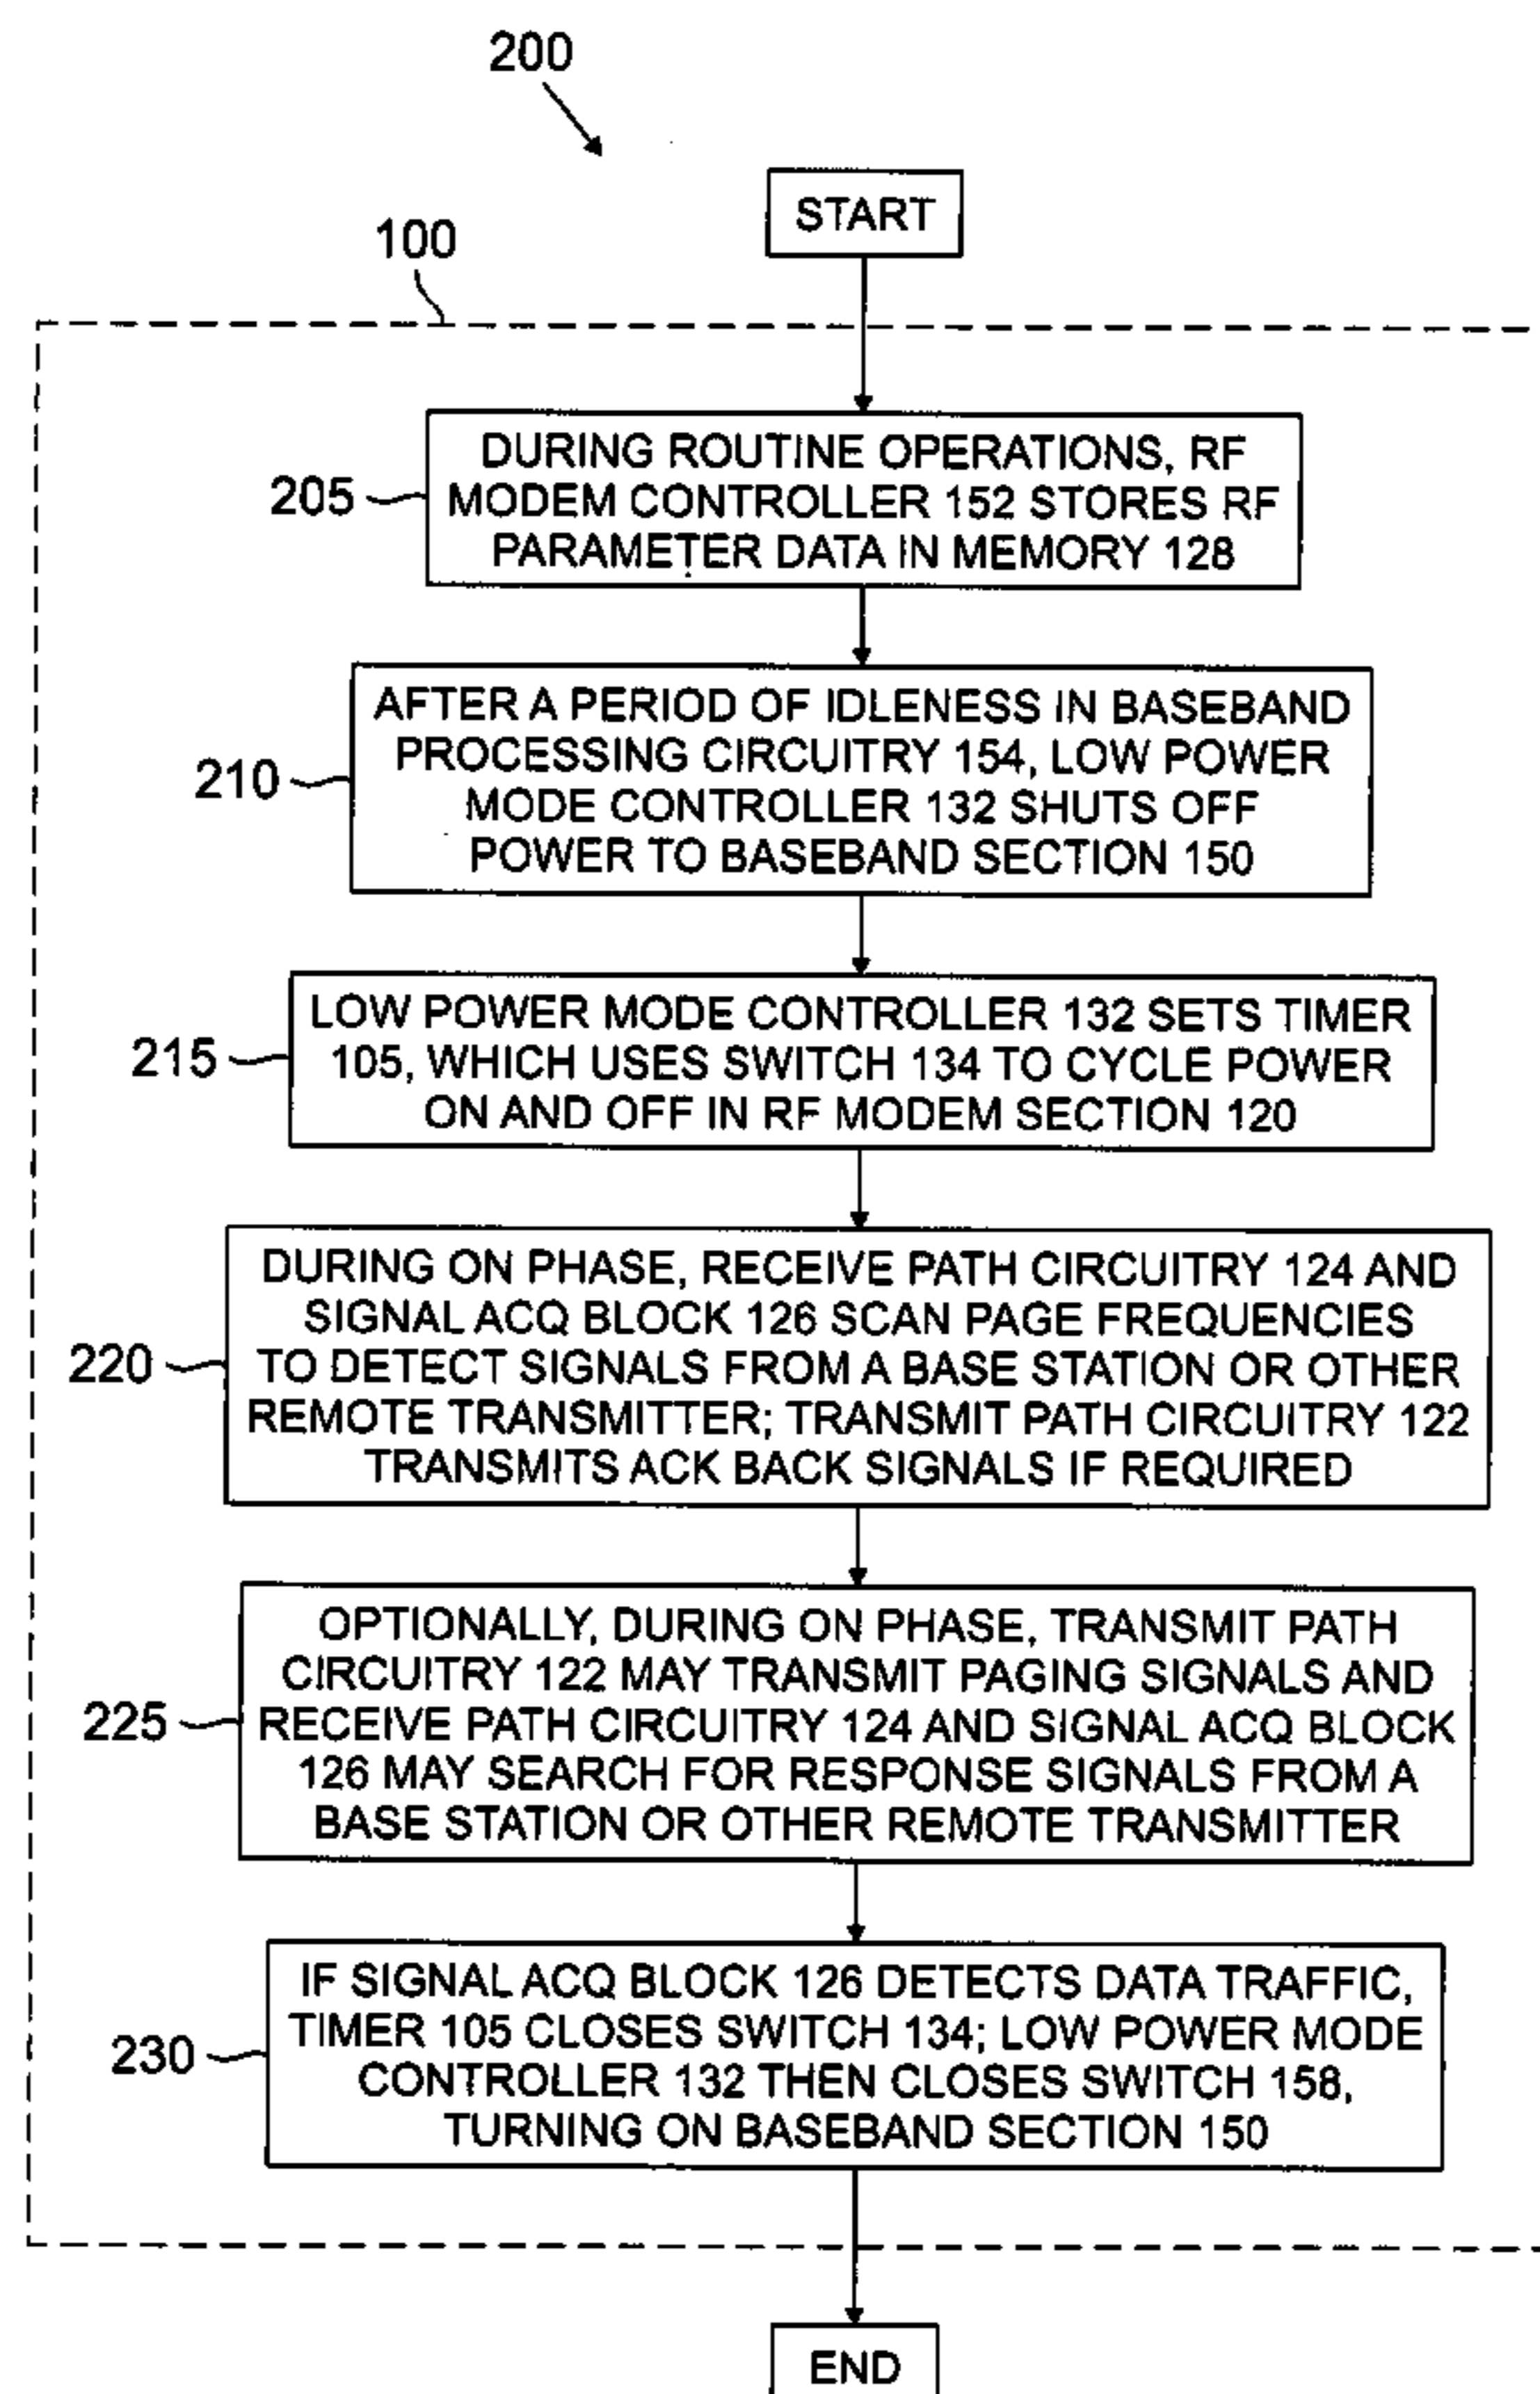 200
START
100
205
DURING ROUTINE OPERATIONS, RF
MODEM CONTROLLER 152 STORES RF
PARAMETER DATA IN MEMORY 128
210
AFTER A PERIOD OF IDLENESS IN BASEBAND
PROCESSING CIRCUITRY 154, LOW POWER
MODE CONTROLLER 132 SHUTS OFF
POWER TO BASEBAND SECTION 150
215
LOW POWER MODE CONTROLLER 132 SETS TIMER
105, WHICH USES SWITCH 134 TO CYCLE POWER
ON AND OFF IN RF MODEM SECTION 120
220
DURING ON PHASE, RECEIVE PATH CIRCUITRY 124 AND
SIGNAL ACQ BLOCK 126 SCAN PAGE FREQUENCIES
TO DETECT SIGNALS FROM A BASE STATION OR OTHER
REMOTE TRANSMITTER; TRANSMIT PATH CIRCUITRY 122
TRANSMITS ACK BACK SIGNALS IF REQUIRED
225
OPTIONALLY, DURING ON PHASE, TRANSMIT PATH
CIRCUITRY 122 MAY TRANSMIT PAGING SIGNALS AND
RECEIVE PATH CIRCUITRY 124 AND SIGNAL ACQ BLOCK
126 MAY SEARCH FOR RESPONSE SIGNALS FROM A
BASE STATION OR OTHER REMOTE TRANSMITTER
230
IF SIGNAL ACQ BLOCK 126 DETECTS DATA TRAFFIC,
TIMER 105 CLOSES SWITCH 134; LOW POWER MODE
CONTROLLER 132 THEN CLOSES SWITCH 158,
TURNING ON BASEBAND SECTION 150
END